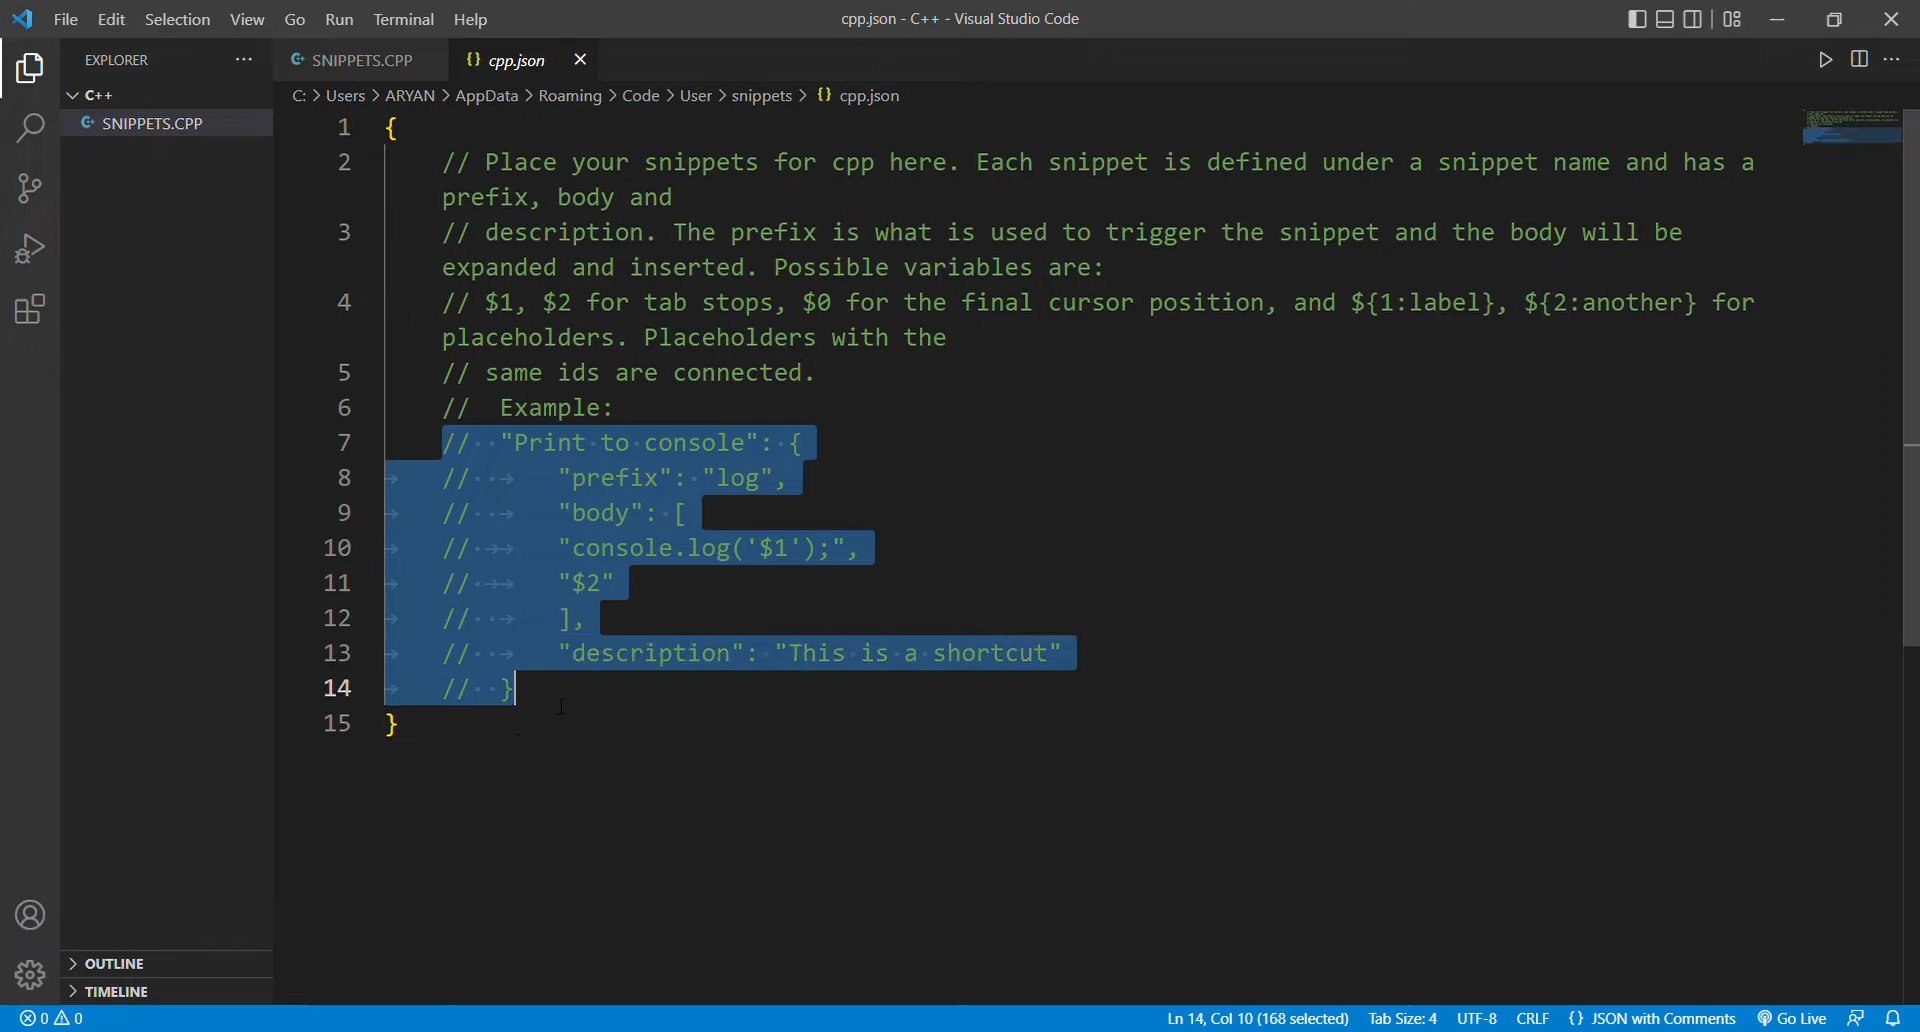 File Edit Selection View Go Run Terminal Help
cpp.json - C++ - Visual Studio Code
EXPLORER
SNIPPETS.CPP
{} cpp.json
C++
C: > Users > ARYAN > AppData > Roaming > Code > User > snippets > {} cpp.json
SNIPPETS.CPP
1 {
2 // Place your snippets for cpp here. Each snippet is defined under a snippet name and has a
prefix, body and
3 // description. The prefix is what is used to trigger the snippet and the body will be
expanded and inserted. Possible variables are:
4 // $1, $2 for tab stops, $0 for the final cursor position, and ${1:label}, ${2:another} for
placeholders. Placeholders with the
5 // same ids are connected.
6 // Example:
7 // "Print to console": {
8 // "prefix": "log",
9 // "body": [
10 // "console.log('$1');",
11 // "$2"
12 // ],
13 // "description": "This is a shortcut"
14 // }
15 }
OUTLINE
TIMELINE
0 0
Ln 14, Col 10 (168 selected) Tab Size: 4 UTF-8 CRLF {} JSON with Comments Go Live